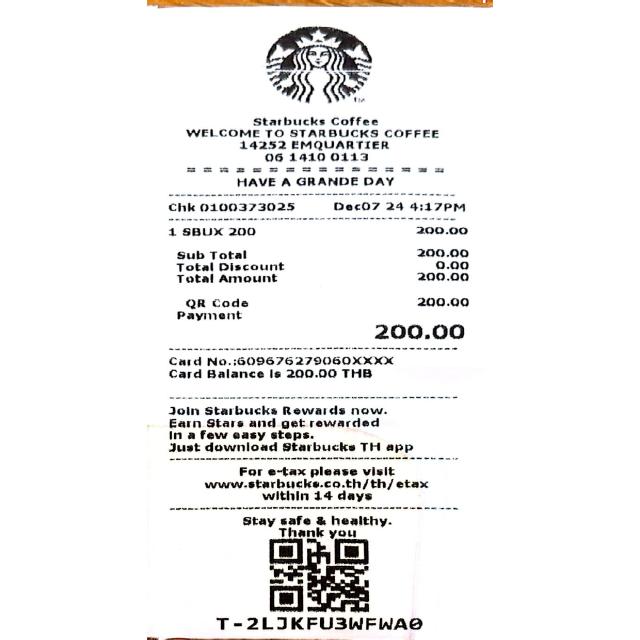 Starbucks Coffee
WELCOME TO STARBUCKS COFFEE
14252 EMQUARTIER
06 1410 0113
HAVE A GRANDE DAY
Chk 0100373025 Dec07 24 4:17PM
1 SBUX 200 200.00
Sub Total 200.00
Total Discount 0.00
Total Amount 200.00
QR Code 200.00
Payment
200.00
Card No.:609676279060XXXX
Card Balance is 200.00 THB
Join Starbucks Rewards now.
Earn Stars and get rewarded
in a few easy steps.
Just download Starbucks TH app
For e-tax please visit
www.starbucks.co.th/th/etax
within 14 days
Stay safe & healthy.
Thank you
T-2LJKFU3WFWA0